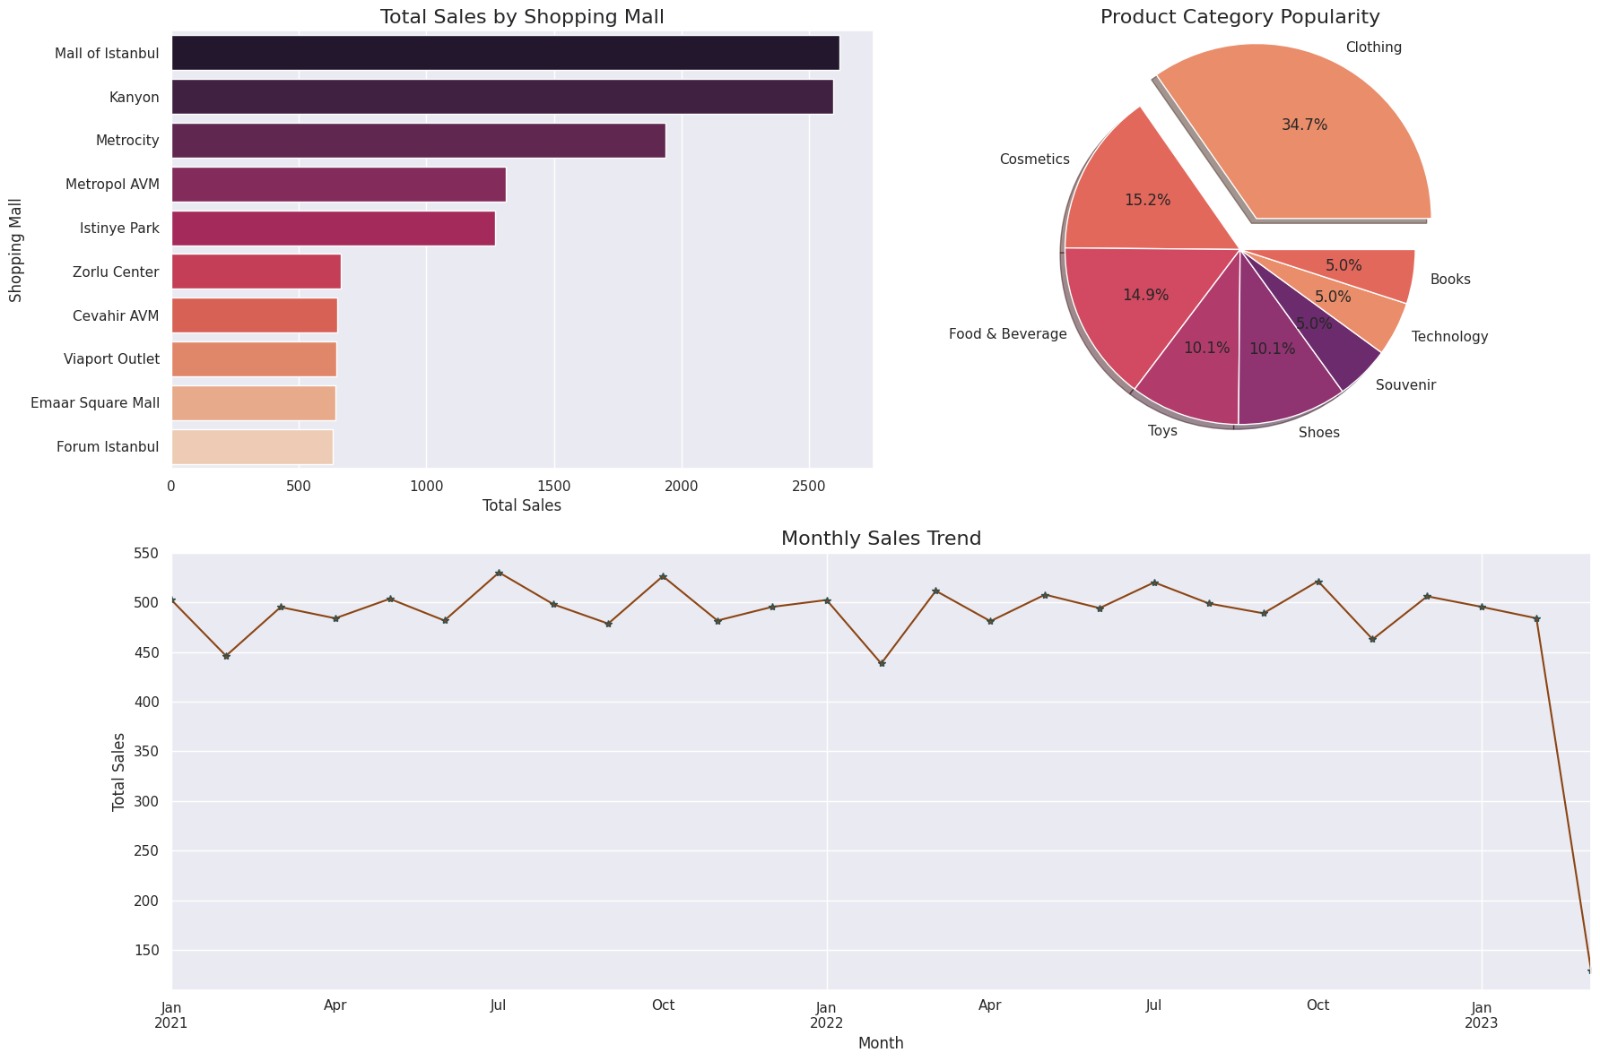 Total Sales by Shopping Mall
Shopping Mall
Mall of Istanbul
Kanyon
Metrocity
Metropol AVM
Istinye Park
Zorlu Center
Cevahir AVM
Viaport Outlet
Emaar Square Mall
Forum Istanbul
0 500 1000 1500 2000 2500
Total Sales
Product Category Popularity
Clothing
34.7%
Cosmetics
15.2%
Food & Beverage
14.9%
Toys
10.1%
Shoes
10.1%
Souvenir
5.0%
Technology
5.0%
Books
5.0%
Monthly Sales Trend
Total Sales
550
500
450
400
350
300
250
200
150
Jan Apr Jul Oct Jan Apr Jul Oct Jan
2021 2022 2023
Month